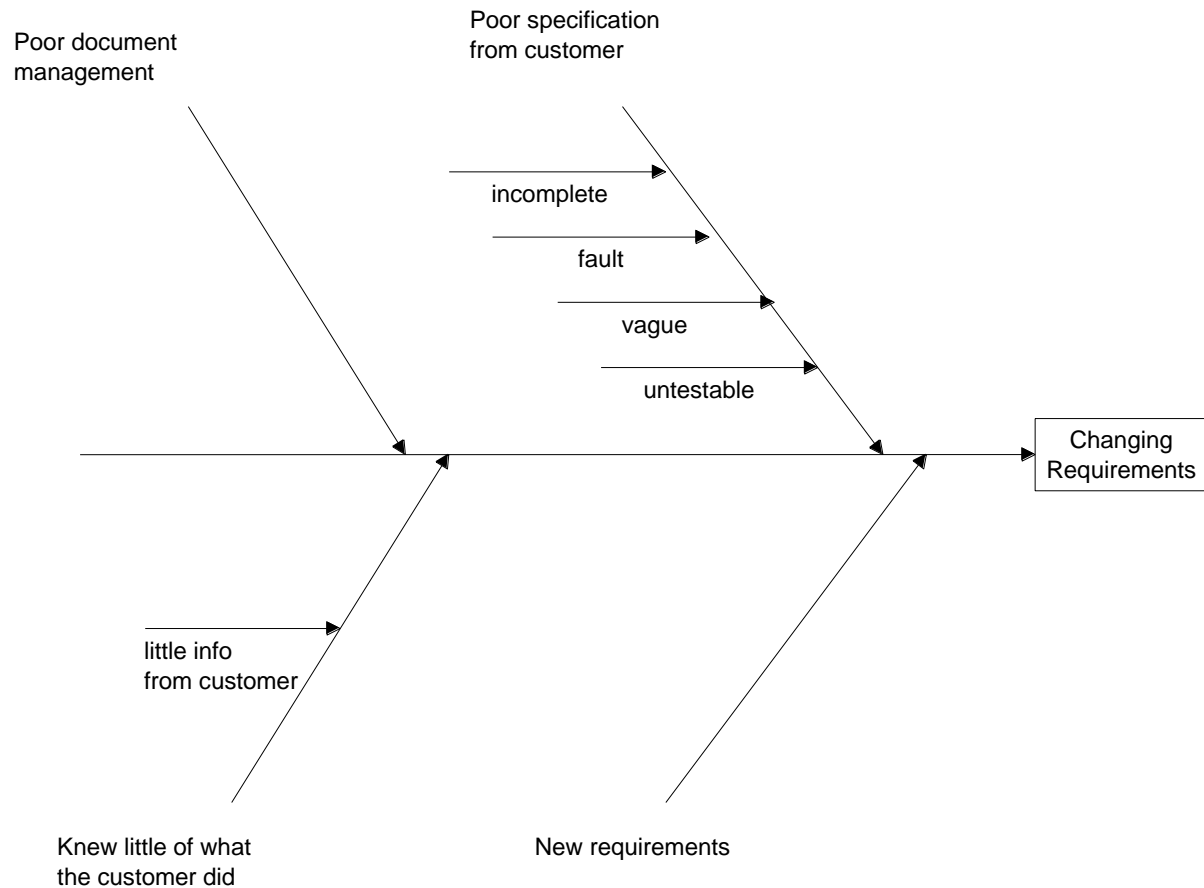 Poor document
management
Poor specification
from customer
incomplete
fault
vague
untestable
Changing
Requirements
little info
from customer
Knew little of what
the customer did
New requirements